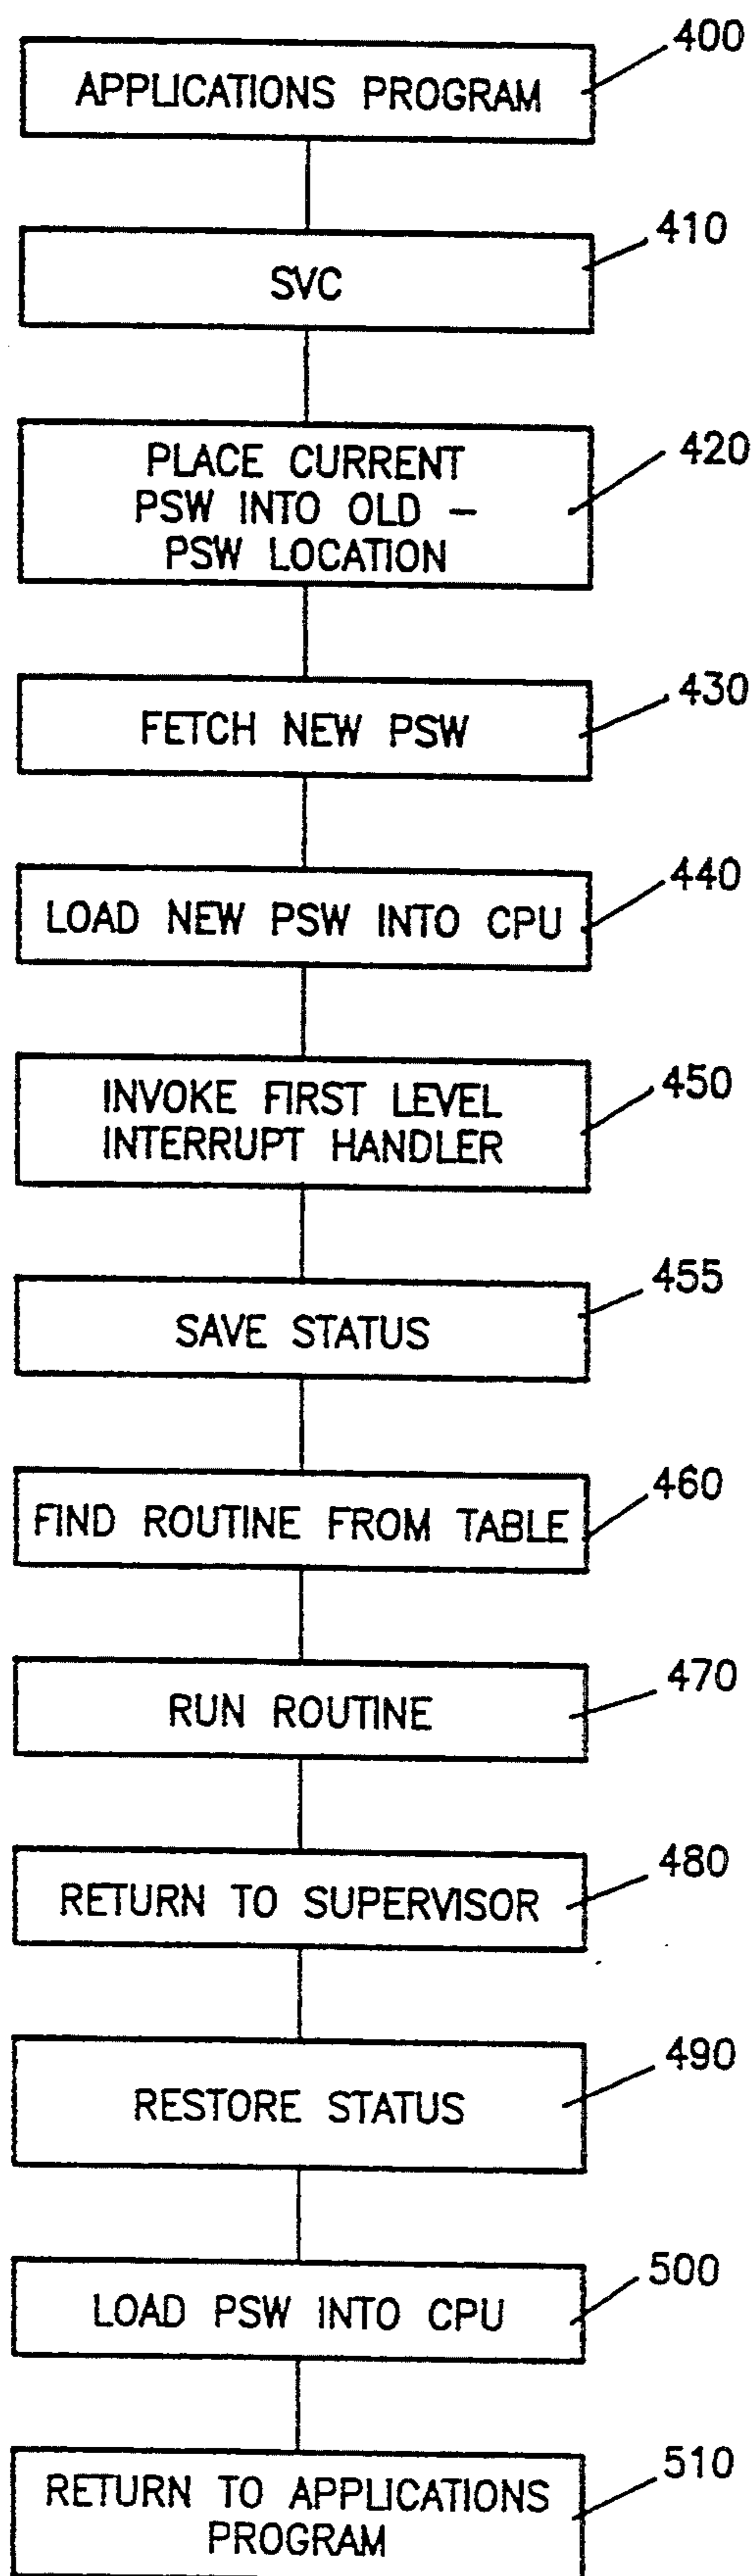 400
APPLICATIONS PROGRAM
410
SVC
420
PLACE CURRENT
PSW INTO OLD —
PSW LOCATION
430
FETCH NEW PSW
440
LOAD NEW PSW INTO CPU
450
INVOKE FIRST LEVEL
INTERRUPT HANDLER
455
SAVE STATUS
460
FIND ROUTINE FROM TABLE
470
RUN ROUTINE
480
RETURN TO SUPERVISOR
490
RESTORE STATUS
500
LOAD PSW INTO CPU
510
RETURN TO APPLICATIONS
PROGRAM